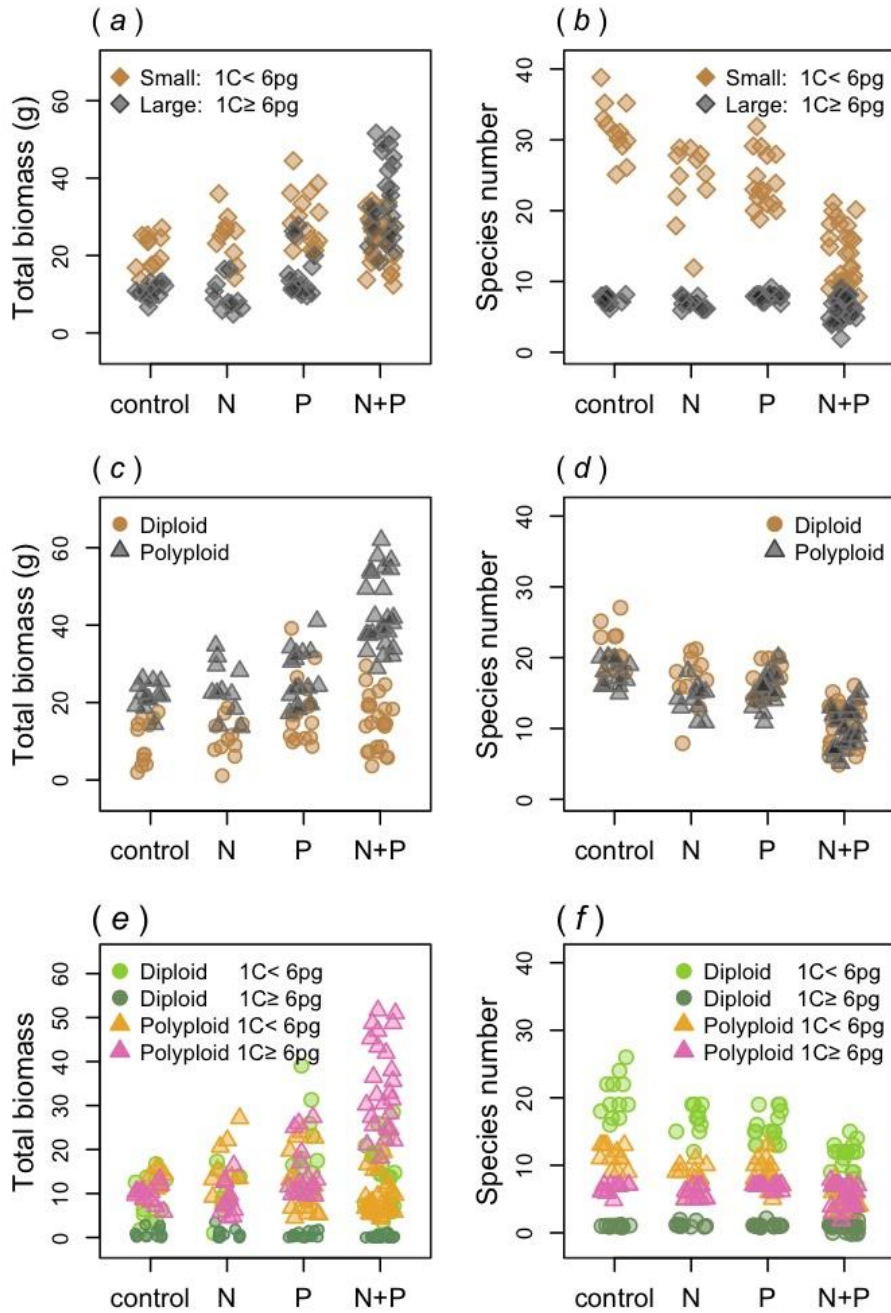 ( a )
Total biomass (g)
60
40
20
0
Small: 1C< 6pg
Large: 1C≥ 6pg
control N P N+P
( b )
Species number
40
30
20
10
0
Small: 1C< 6pg
Large: 1C≥ 6pg
control N P N+P
( c )
Total biomass (g)
60
40
20
0
Diploid
Polyploid
control N P N+P
( d )
Species number
40
30
20
10
0
Diploid
Polyploid
control N P N+P
( e )
Total biomass
60
50
40
30
20
10
0
Diploid 1C< 6pg
Diploid 1C≥ 6pg
Polyploid 1C< 6pg
Polyploid 1C≥ 6pg
control N P N+P
( f )
Species number
40
30
20
10
0
Diploid 1C< 6pg
Diploid 1C≥ 6pg
Polyploid 1C< 6pg
Polyploid 1C≥ 6pg
control N P N+P